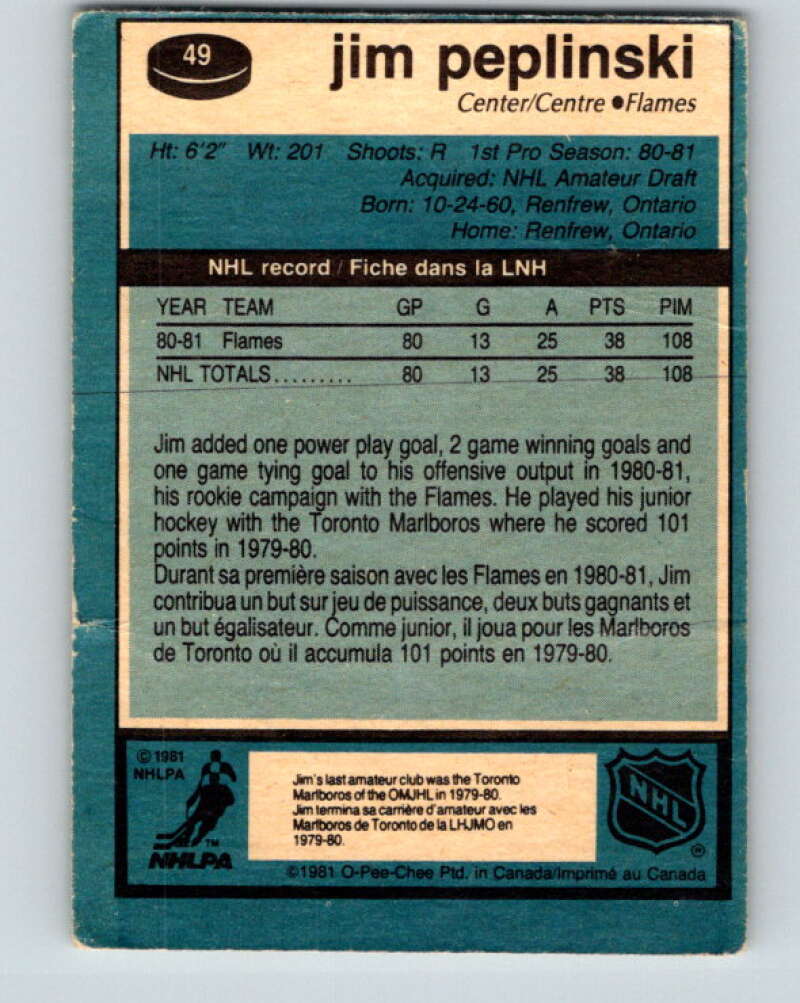 49
jim peplinski
Center/Centre ●Flames
Ht: 6'2" Wt: 201 Shoots: R 1st Pro Season: 80-81
Acquired: NHL Amateur Draft
Born: 10-24-60, Renfrew, Ontario
Home: Renfrew, Ontario
NHL record / Fiche dans la LNH
YEAR TEAM GP G A PTS PIM
80-81 Flames 80 13 25 38 108
NHL TOTALS......... 80 13 25 38 108
Jim added one power play goal, 2 game winning goals and
one game tying goal to his offensive output in 1980-81,
his rookie campaign with the Flames. He played his junior
hockey with the Toronto Marlboros where he scored 101
points in 1979-80.
Durant sa première saison avec les Flames en 1980-81, Jim
contribua un but sur jeu de puissance, deux buts gagnants et
un but égalisateur. Comme junior, il joua pour les Marlboros
de Toronto où il accumula 101 points en 1979-80.
© 1981
NHLPA
TM
NHLPA
Jim's last amateur club was the Toronto
Marlboros of the OMJHL in 1979-80.
Jim termina sa carrière d'amateur avec les
Marlboros de Toronto de la LHJMO en
1979-80.
NHL
®
©1981 O-Pee-Chee Ptd. in Canada/Imprimé au Canada